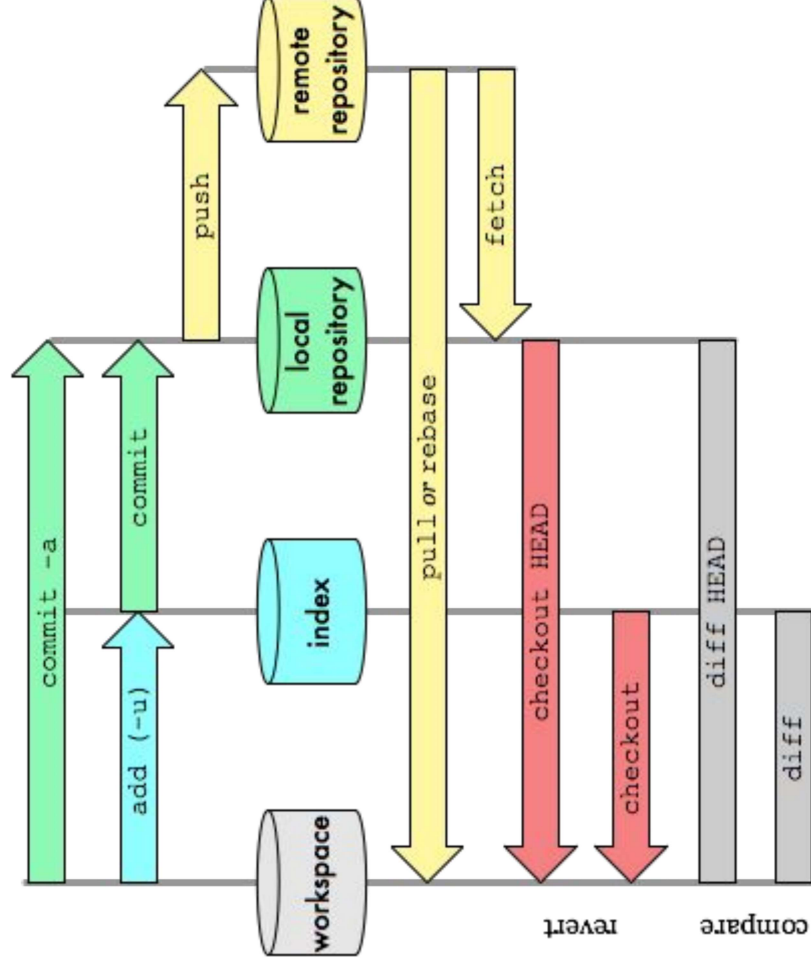 commit -a
add (-u)
commit
push
workspace
index
local
repository
remote
repository
pull or rebase
fetch
checkout HEAD
revert
checkout
diff HEAD
compare
diff